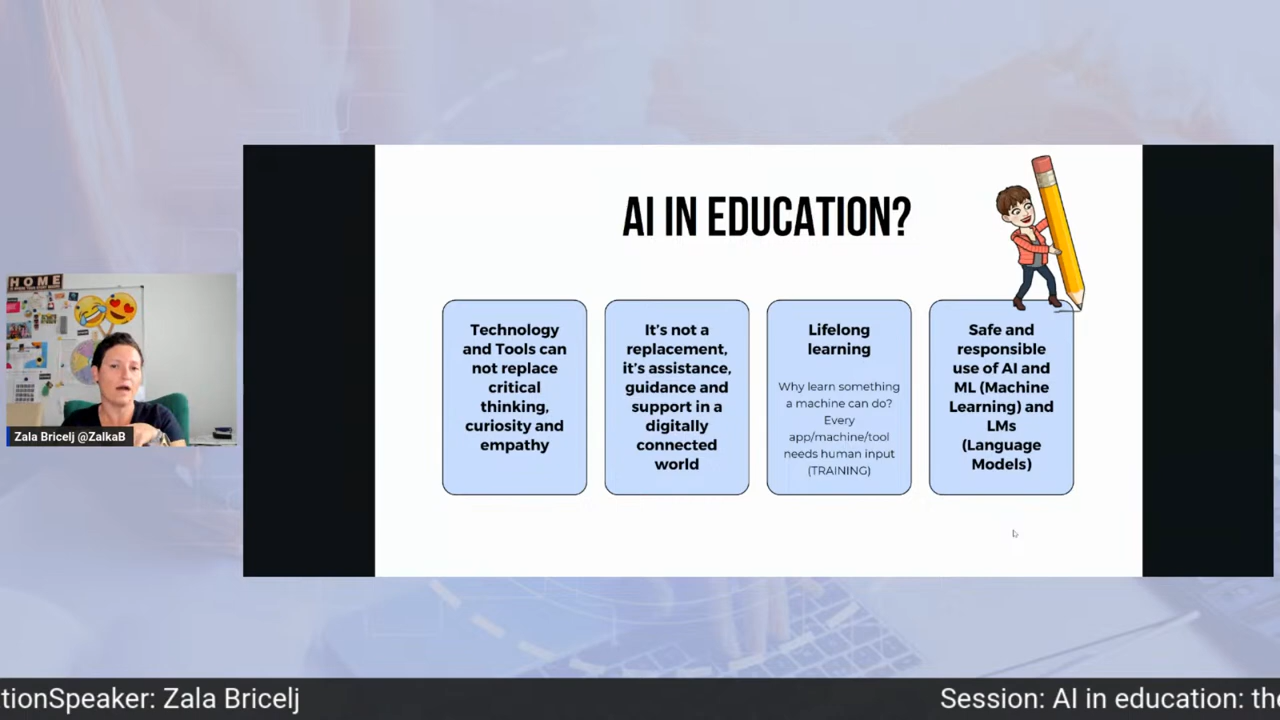 AI IN EDUCATION?
HOME
Technology
and Tools can
not replace
critical
thinking,
curiosity and
empathy
It's not a
replacement,
it's assistance,
guidance and
support in a
digitally
connected
world
Lifelong
learning
Why learn something
a machine can do?
Every
app/machine/tool
needs human input
(TRAINING)
Safe and
responsible
use of AI and
ML (Machine
Learning) and
LMs
(Language
Models)
Zala Bricelj @ZalkaB
tionSpeaker: Zala Bricelj
Session: AI in education: the